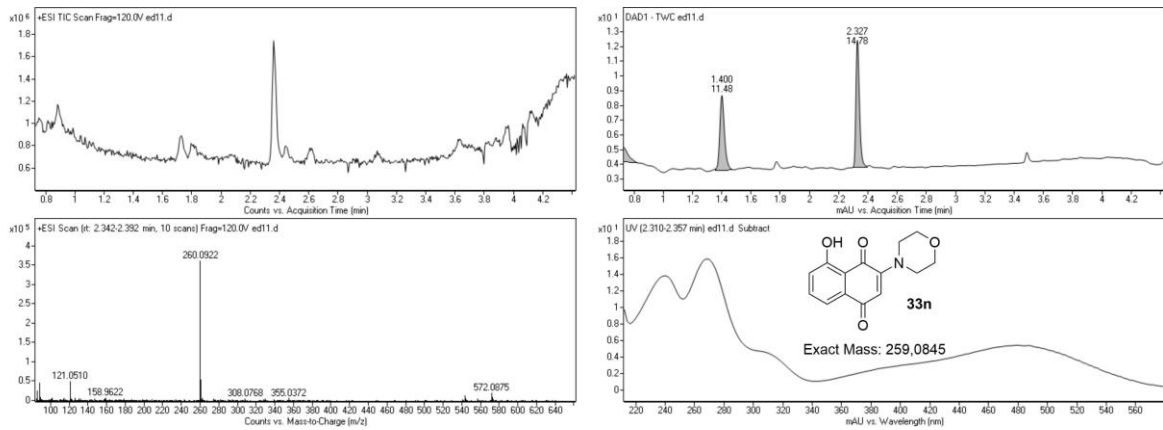 +ESI TIC Scan Frag=120.0V ed11.d
x10 6
1.8
1.6
1.4
1.2
1
0.8
0.6
0.8 1 1.2 1.4 1.6 1.8 2 2.2 2.4 2.6 2.8 3 3.2 3.4 3.6 3.8 4 4.2
Counts vs. Acquisition Time (min)
DAD1 - TWC ed11.d
x10 1
1.3
1.2
1.1
1
0.9
0.8
0.7
0.6
0.5
0.4
0.3
1.400
11.48
2.327
14.78
0.8 1 1.2 1.4 1.6 1.8 2 2.2 2.4 2.6 2.8 3 3.2 3.4 3.6 3.8 4 4.2
mAU vs. Acquisition Time (min)
+ESI Scan (rt: 2.342-2.392 min, 10 scans) Frag=120.0V ed11.d
x10 5
4
3.5
3
2.5
2
1.5
1
0.5
0
260.0922
121.0510
158.9622
308.0768
355.0372
572.0875
100 120 140 160 180 200 220 240 260 280 300 320 340 360 380 400 420 440 460 480 500 520 540 560 580 600 620 640
Counts vs. Mass-to-Charge (m/z)
UV (2.310-2.357 min) ed11.d Subtract
x10 1
1.8
1.6
1.4
1.2
1
0.8
0.6
0.4
0.2
0
OH
O
O
N
O
33n
Exact Mass: 259,0845
220 240 260 280 300 320 340 360 380 400 420 440 460 480 500 520 540 560
mAU vs. Wavelength (nm)